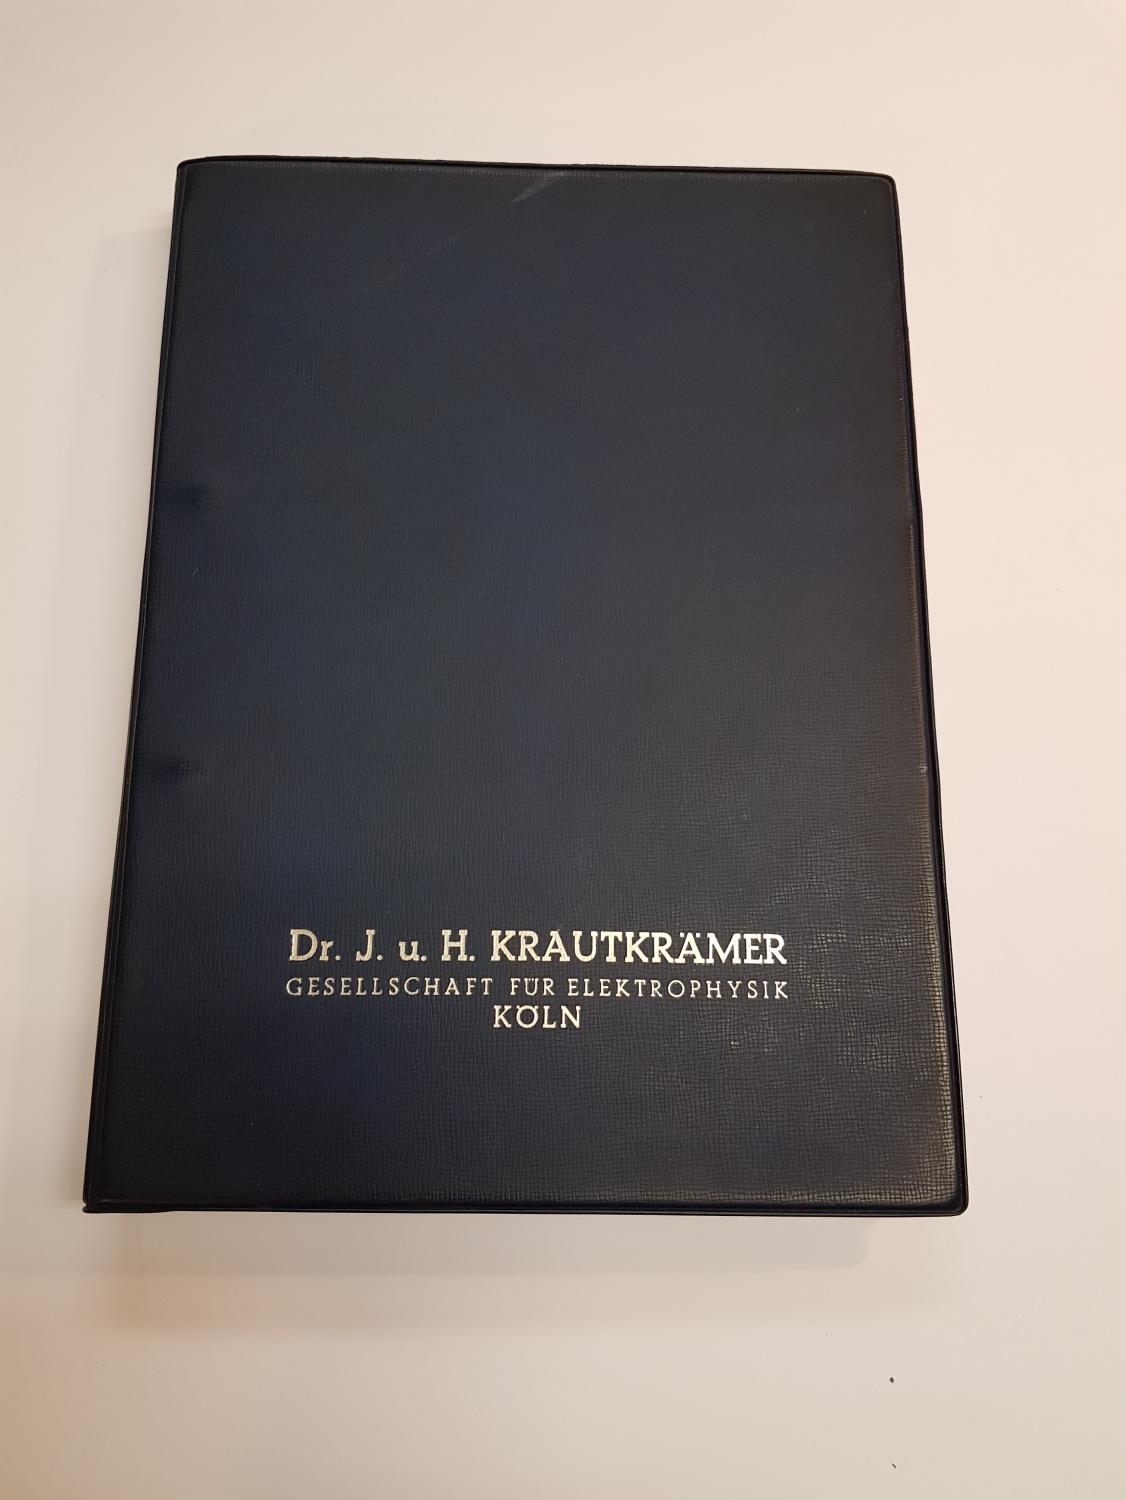 Dr. J. u. H. KRAUTKRÄMER
GESELLSCHAFT FÜR ELEKTROPHYSIK
KÖLN